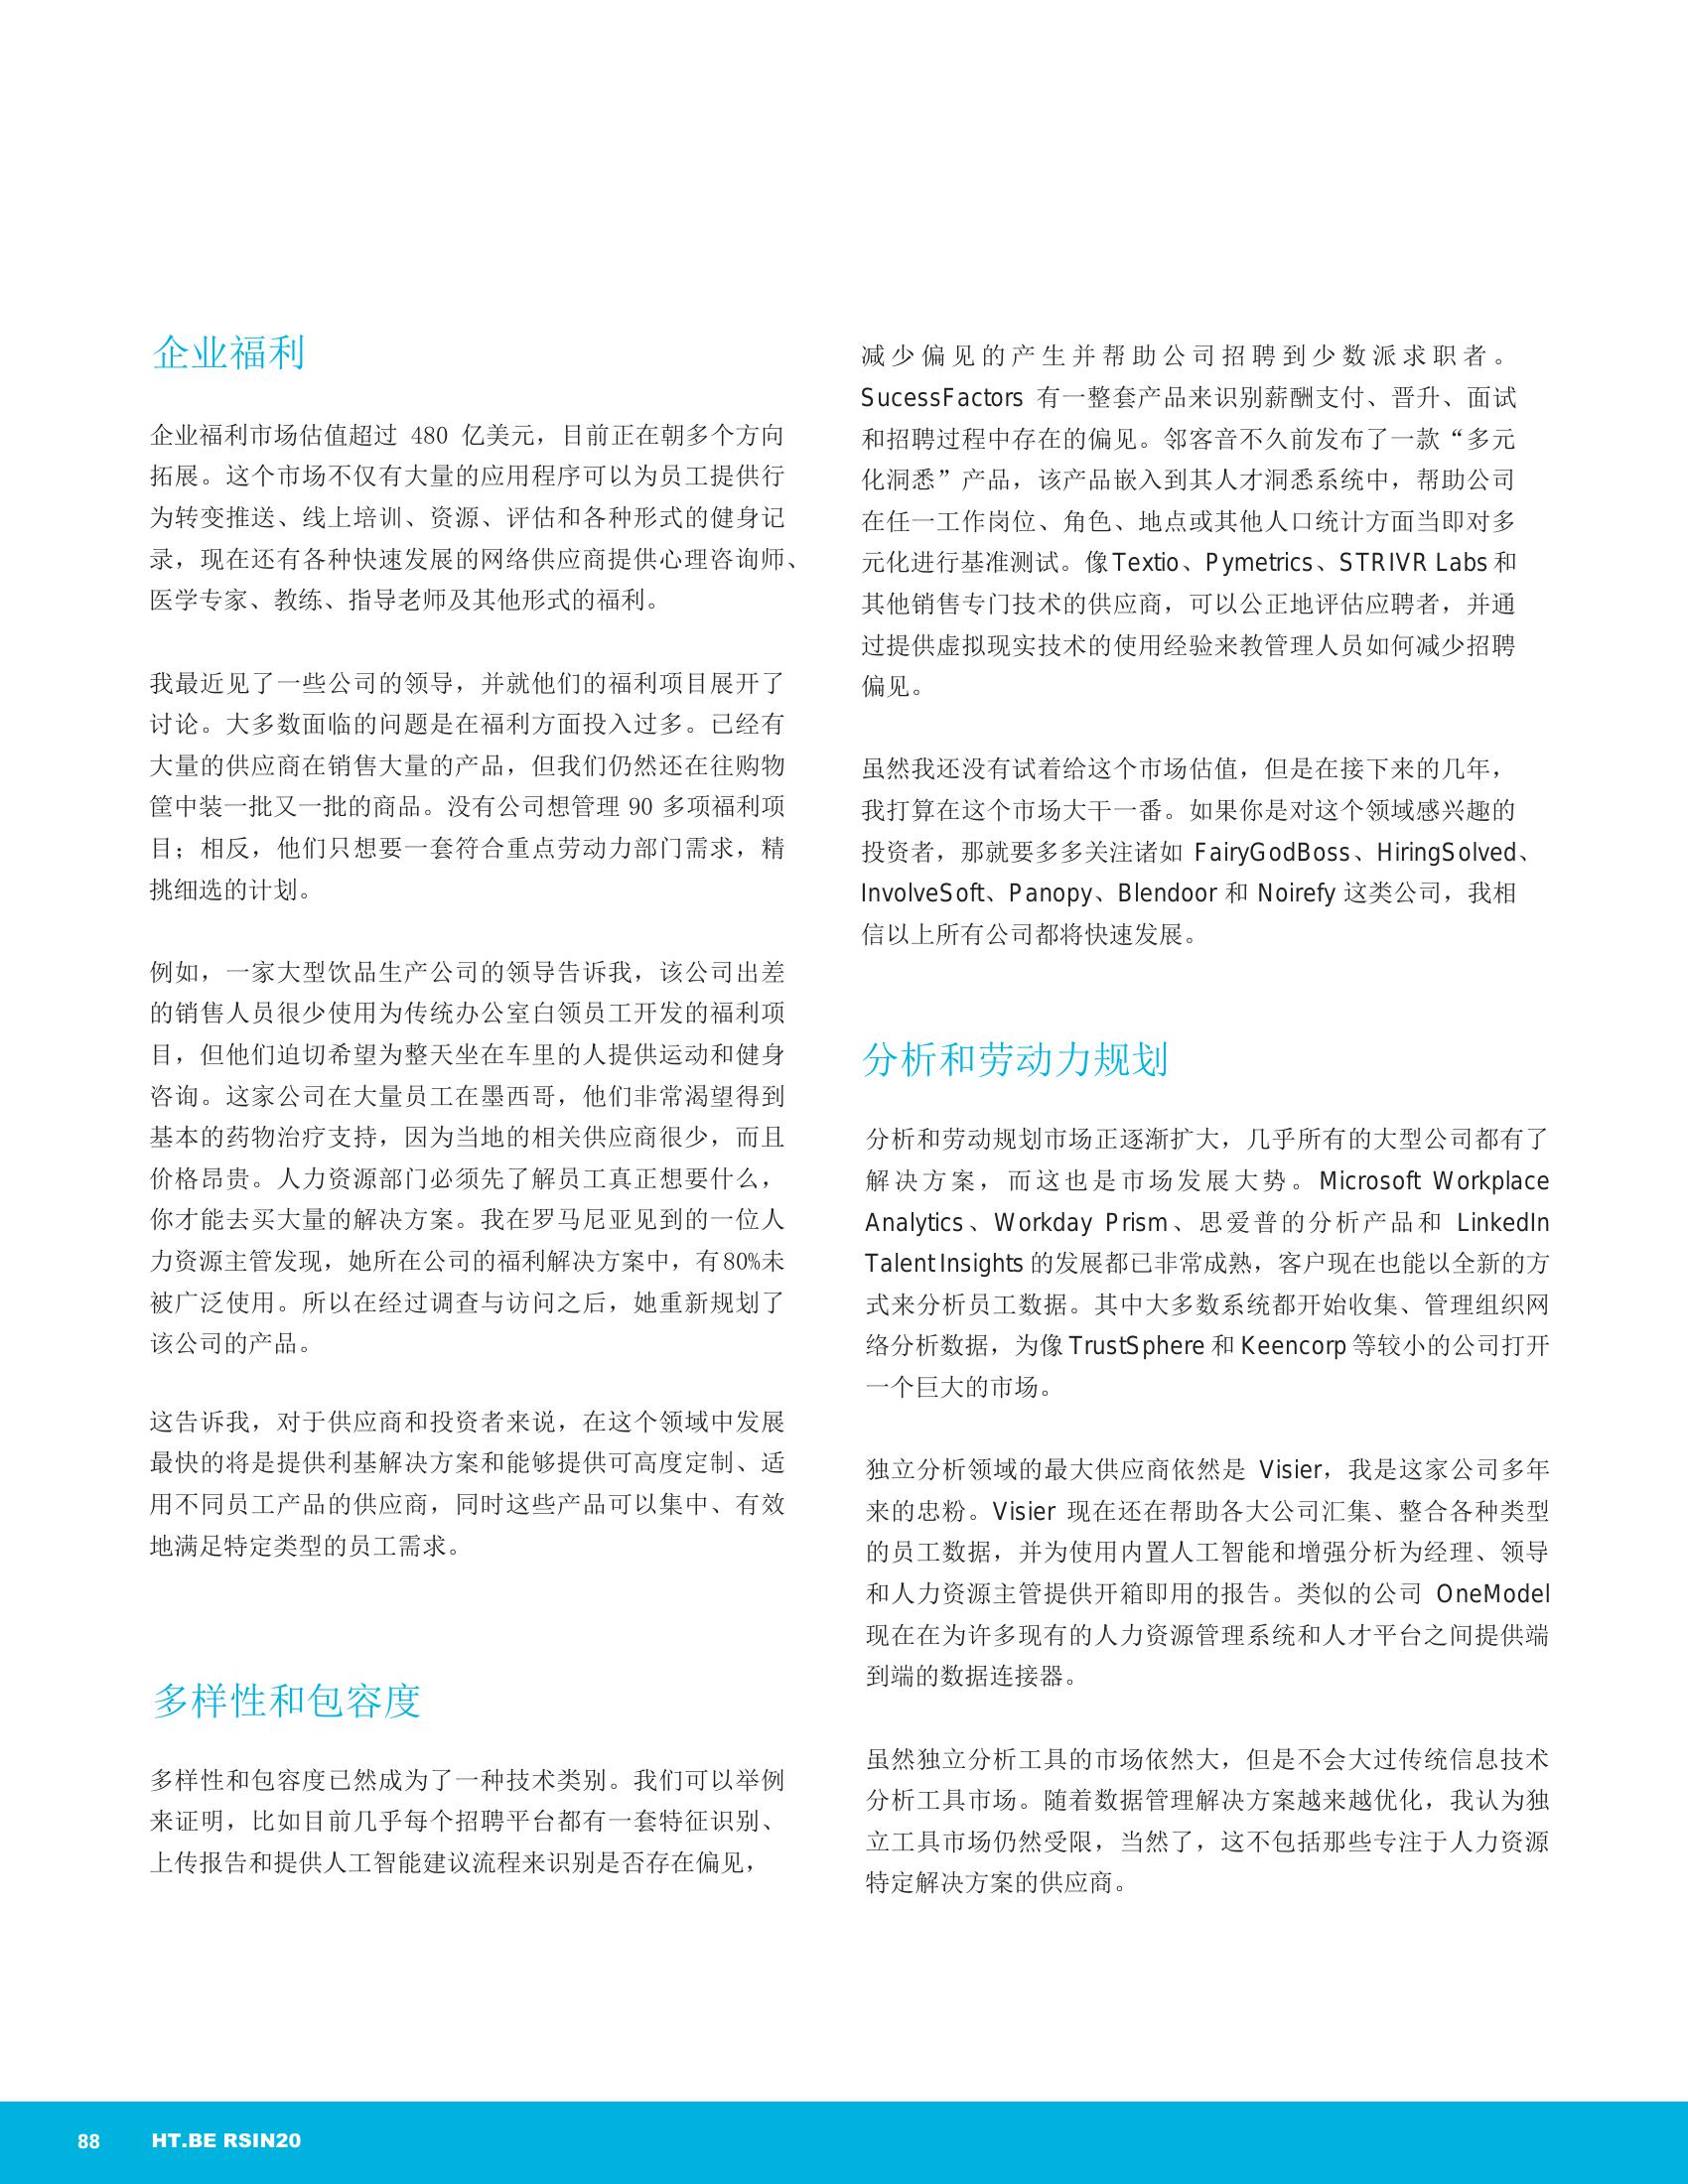 企业福利
企业福利市场估值超过 480 亿美元，目前正在朝多个方向
拓展。这个市场不仅有大量的应用程序可以为员工提供行
为转变推送、线上培训、资源、评估和各种形式的健身记
录，现在还有各种快速发展的网络供应商提供心理咨询师、
医学专家、教练、指导老师及其他形式的福利。
我最近见了一些公司的领导，并就他们的福利项目展开了
讨论。大多数面临的问题是在福利方面投入过多。已经有
大量的供应商在销售大量的产品，但我们仍然还在往购物
筐中装一批又一批的商品。没有公司想管理 90 多项福利项
目；相反，他们只想要一套符合重点劳动力部门需求，精
挑细选的计划。
例如，一家大型饮品生产公司的领导告诉我，该公司出差
的销售人员很少使用为传统办公室白领员工开发的福利项
目，但他们迫切希望为整天坐在车里的人提供运动和健身
咨询。这家公司在大量员工在墨西哥，他们非常渴望得到
基本的药物治疗支持，因为当地的相关供应商很少，而且
价格昂贵。人力资源部门必须先了解员工真正想要什么，
你才能去买大量的解决方案。我在罗马尼亚见到的一位人
力资源主管发现，她所在公司的福利解决方案中，有80%未
被广泛使用。所以在经过调查与访问之后，她重新规划了
该公司的产品。
这告诉我，对于供应商和投资者来说，在这个领域中发展
最快的将是提供利基解决方案和能够提供可高度定制、适
用不同员工产品的供应商，同时这些产品可以集中、有效
地满足特定类型的员工需求。
多样性和包容度
多样性和包容度已然成为了一种技术类别。我们可以举例
来证明，比如目前几乎每个招聘平台都有一套特征识别、
上传报告和提供人工智能建议流程来识别是否存在偏见，
减少偏见的产生并帮助公司招聘到少数派求职者。
SucessFactors 有一整套产品来识别薪酬支付、晋升、面试
和招聘过程中存在的偏见。邻客音不久前发布了一款“多元
化洞悉”产品，该产品嵌入到其人才洞悉系统中，帮助公司
在任一工作岗位、角色、地点或其他人口统计方面当即对多
元化进行基准测试。像Textio、Pymetrics、STRIVR Labs和
其他销售专门技术的供应商，可以公正地评估应聘者，并通
过提供虚拟现实技术的使用经验来教管理人员如何减少招聘
偏见。
虽然我还没有试着给这个市场估值，但是在接下来的几年，
我打算在这个市场大干一番。如果你是对这个领域感兴趣的
投资者，那就要多多关注诸如 FairyGodBoss、HiringSolved、
InvolveSoft、Panopy、Blendoor 和 Noirefy 这类公司，我相
信以上所有公司都将快速发展。
分析和劳动力规划
分析和劳动规划市场正逐渐扩大，几乎所有的大型公司都有了
解决方案，而这也是市场发展大势。Microsoft Workplace
Analytics、Workday Prism、思爱普的分析产品和 LinkedIn
Talent Insights 的发展都已非常成熟，客户现在也能以全新的方
式来分析员工数据。其中大多数系统都开始收集、管理组织网
络分析数据，为像 TrustSphere 和 Keencorp 等较小的公司打开
一个巨大的市场。
独立分析领域的最大供应商依然是 Visier，我是这家公司多年
来的忠粉。Visier 现在还在帮助各大公司汇集、整合各种类型
的员工数据，并为使用内置人工智能和增强分析为经理、领导
和人力资源主管提供开箱即用的报告。类似的公司 OneModel
现在在为许多现有的人力资源管理系统和人才平台之间提供端
到端的数据连接器。
虽然独立分析工具的市场依然大，但是不会大过传统信息技术
分析工具市场。随着数据管理解决方案越来越优化，我认为独
立工具市场仍然受限，当然了，这不包括那些专注于人力资源
特定解决方案的供应商。
88 HT.BE RSIN20